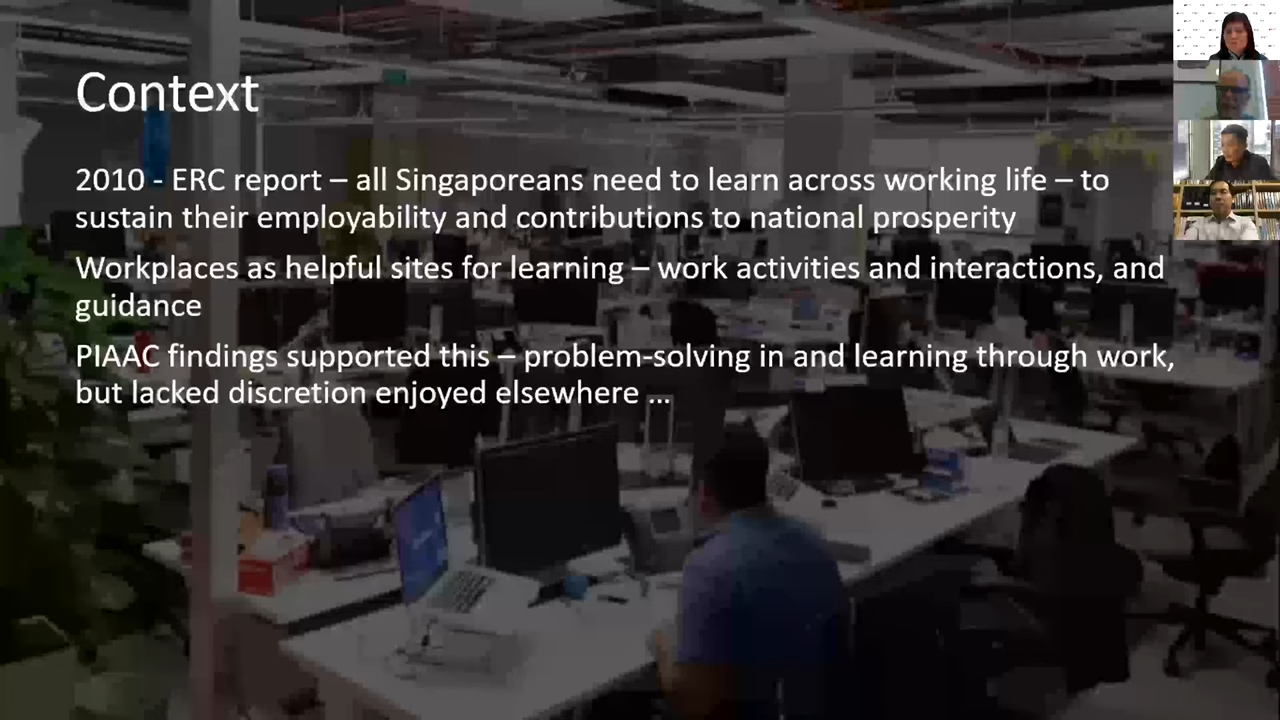 Context
2010 - ERC report – all Singaporeans need to learn across working life – to
sustain their employability and contributions to national prosperity
Workplaces as helpful sites for learning – work activities and interactions, and
guidance
PIAAC findings supported this – problem-solving in and learning through work,
but lacked discretion enjoyed elsewhere ...